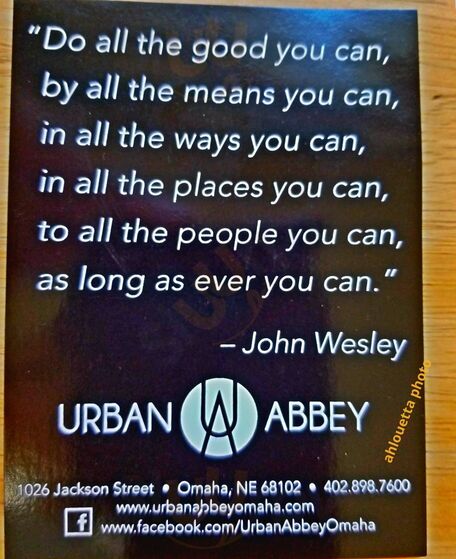 "Do all the good you can,
by all the means you can,
in all the ways you can,
in all the places you can,
to all the people you can,
as long as ever you can."
– John Wesley
URBAN UA ABBEY
1026 Jackson Street • Omaha, NE 68102 • 402.898.7600
www.urbanabbeyomaha.com
f www.facebook.com/UrbanAbbeyOmaha
ahlouetta photo